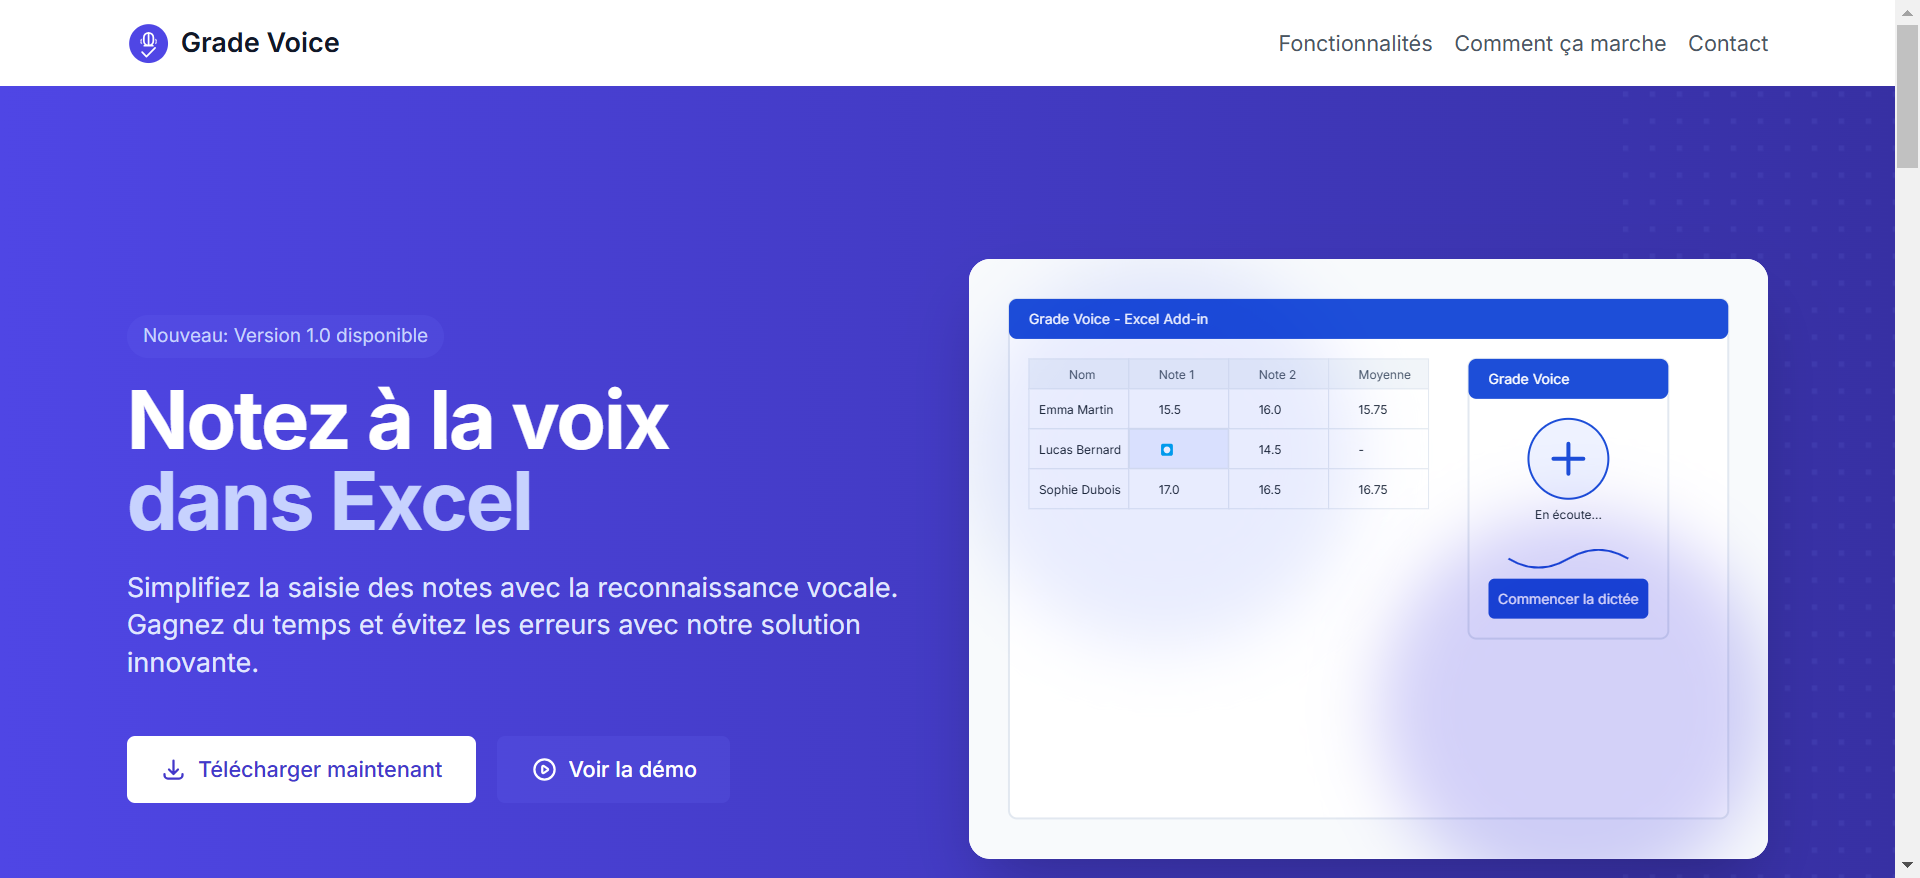 Grade Voice
Fonctionnalités Comment ça marche Contact
Nouveau: Version 1.0 disponible
Notez à la voix
dans Excel
Simplifiez la saisie des notes avec la reconnaissance vocale.
Gagnez du temps et évitez les erreurs avec notre solution
innovante.
Télécharger maintenant
Voir la démo
Grade Voice - Excel Add-in
Nom Note 1 Note 2 Moyenne
Emma Martin 15.5 16.0 15.75
Lucas Bernard 14.5 -
Sophie Dubois 17.0 16.5 16.75
Grade Voice
En écoute...
Commencer la dictée